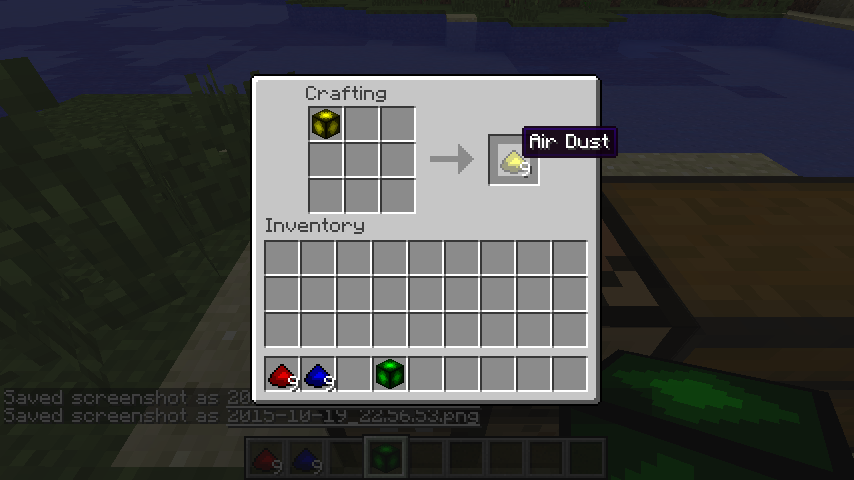 Crafting
Air Dust
9
Inventory
9 9
Saved screenshot as 20
Saved screenshot as 2015-10-19_22.56.53.png
9 9